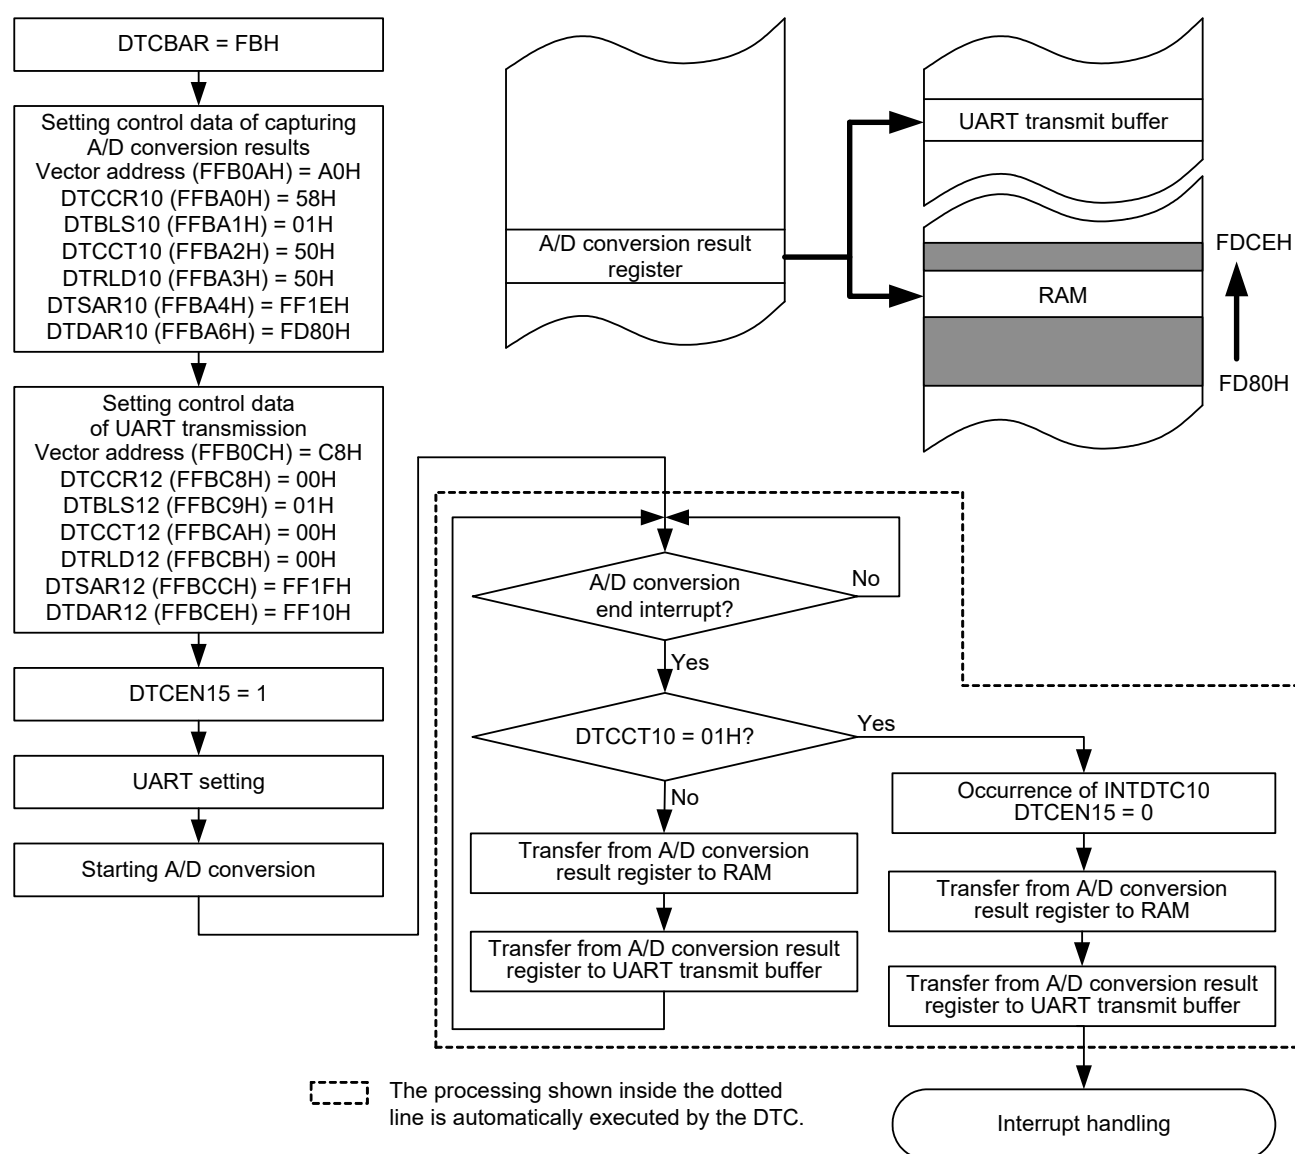 DTCBAR = FBH
Setting control data of capturing
A/D conversion results
Vector address (FFB0AH) = A0H
DTCCR10 (FFBA0H) = 58H
DTBLS10 (FFBA1H) = 01H
DTCCT10 (FFBA2H) = 50H
DTRLD10 (FFBA3H) = 50H
DTSAR10 (FFBA4H) = FF1EH
DTDAR10 (FFBA6H) = FD80H
Setting control data
of UART transmission
Vector address (FFB0CH) = C8H
DTCCR12 (FFBC8H) = 00H
DTBLS12 (FFBC9H) = 01H
DTCCT12 (FFBCAH) = 00H
DTRLD12 (FFBCBH) = 00H
DTSAR12 (FFBCCH) = FF1FH
DTDAR12 (FFBCEH) = FF10H
DTCEN15 = 1
UART setting
Starting A/D conversion
A/D conversion result
register
UART transmit buffer
RAM
FDCEH
FD80H
A/D conversion
end interrupt?
No
Yes
DTCCT10 = 01H?
Yes
No
Transfer from A/D conversion
result register to RAM
Transfer from A/D conversion result
register to UART transmit buffer
Occurrence of INTDTC10
DTCEN15 = 0
Transfer from A/D conversion
result register to RAM
Transfer from A/D conversion result
register to UART transmit buffer
Interrupt handling
The processing shown inside the dotted
line is automatically executed by the DTC.